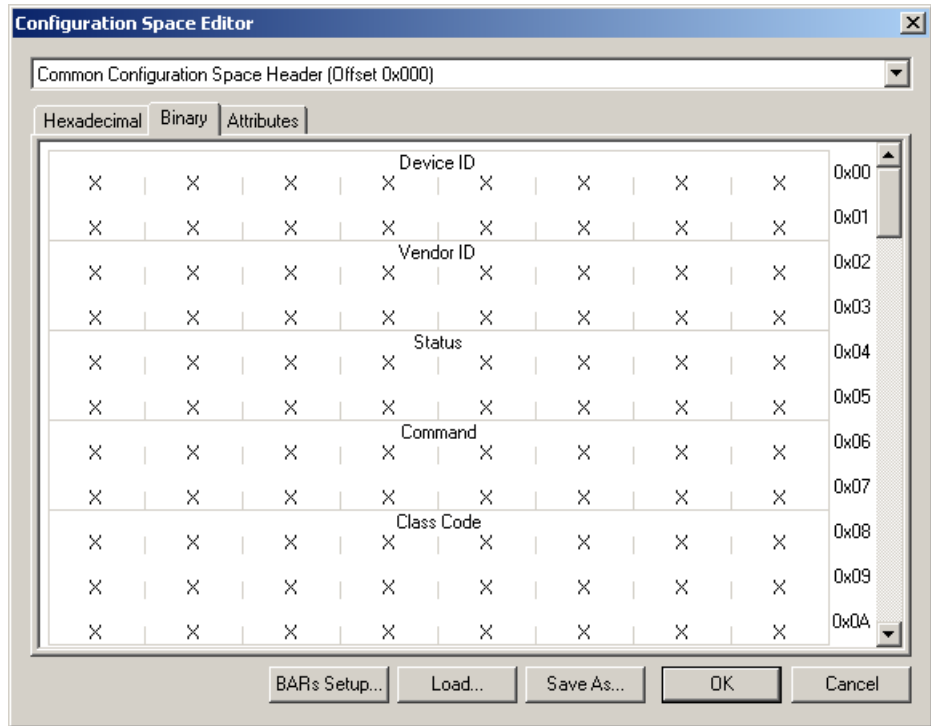 Configuration Space Editor
Common Configuration Space Header (Offset 0x000)
Hexadecimal Binary Attributes
Device ID
X X X X X X X X 0x00
X X X X X X X X 0x01
Vendor ID
X X X X X X X X 0x02
X X X X X X X X 0x03
Status
X X X X X X X X 0x04
X X X X X X X X 0x05
Command
X X X X X X X X 0x06
X X X X X X X X 0x07
Class Code
X X X X X X X X 0x08
X X X X X X X X 0x09
X X X X X X X X 0x0A
BARs Setup... Load... Save As... OK Cancel